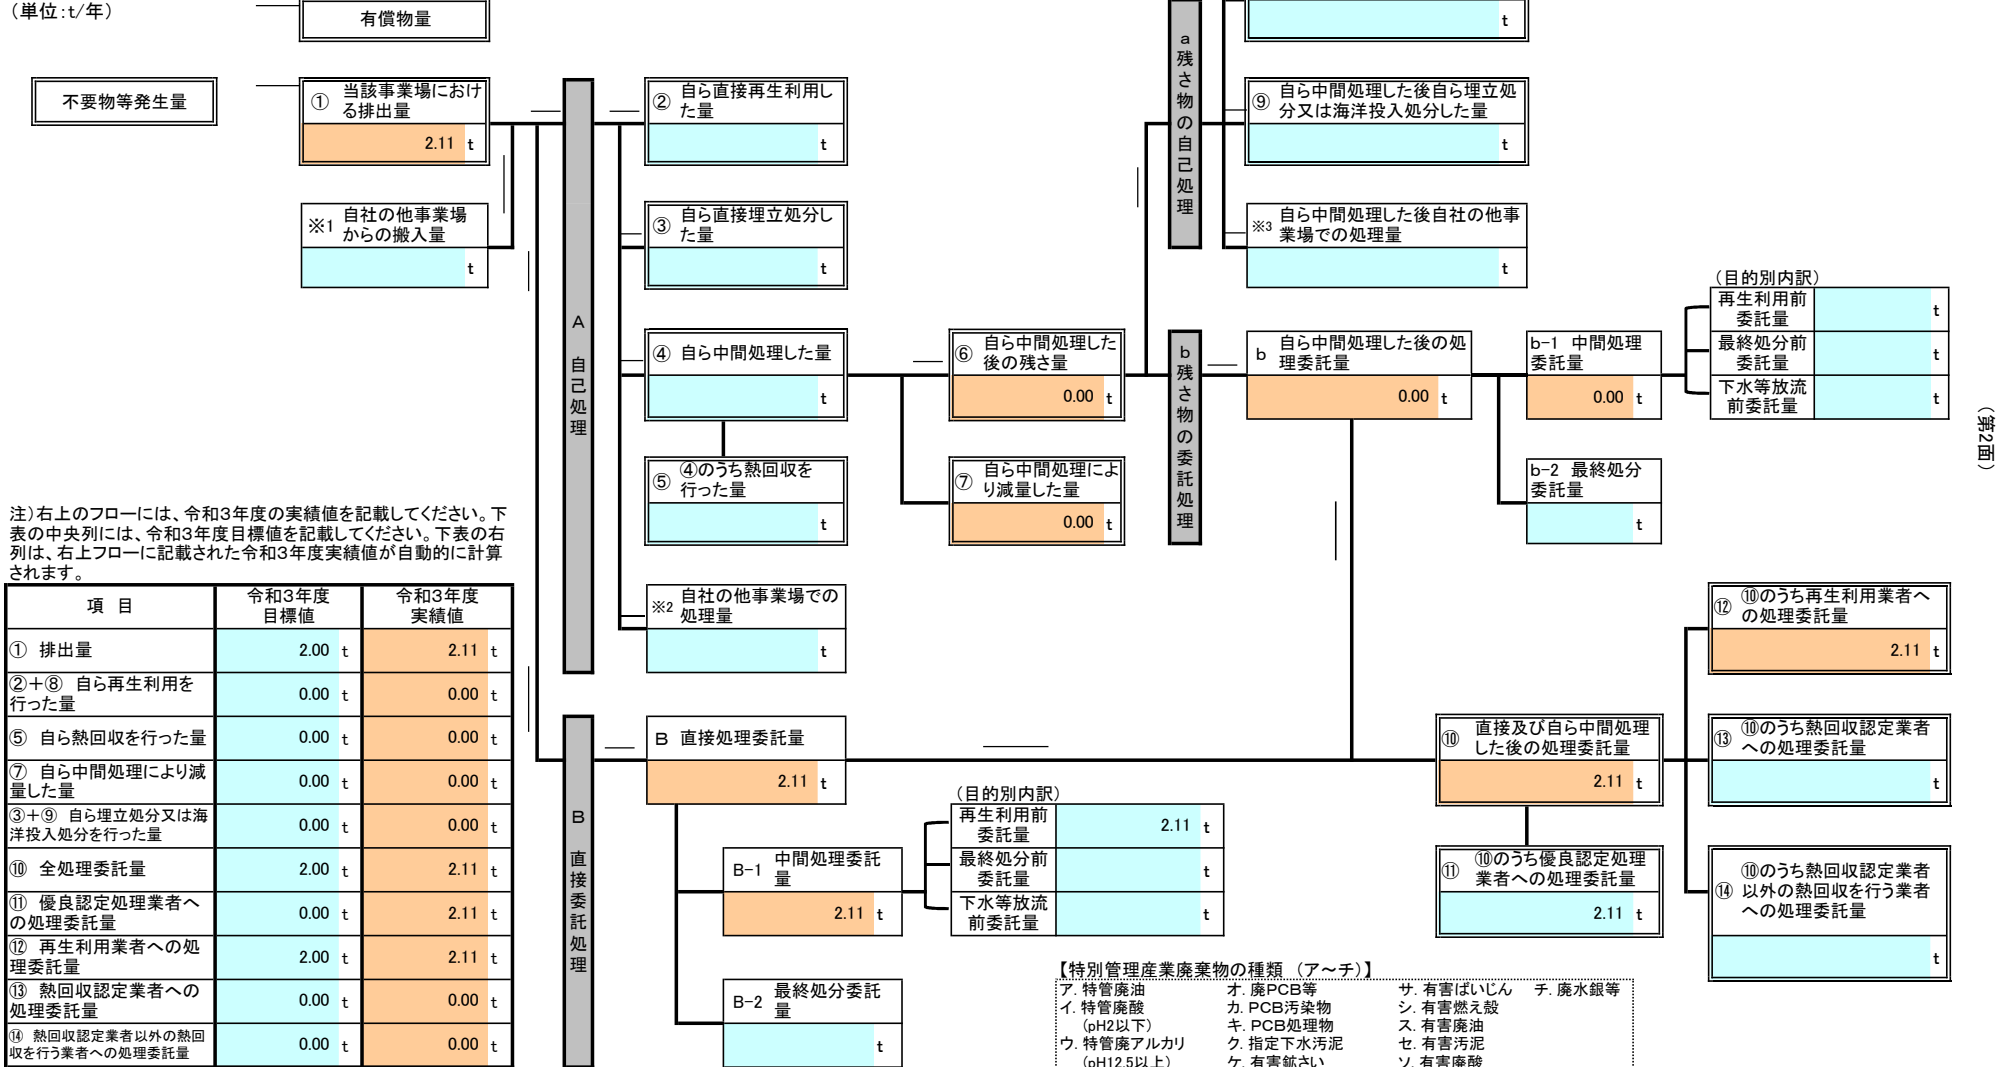 （単位：t/年）
有償物量
t
不要物等発生量
① 当該事業場におけ
る排出量
2.11 t
※1 自社の他事業場
からの搬入量
t
A 自己処理
② 自ら直接再生利用し
た量
t
③ 自ら直接埋立処分し
た量
t
④ 自ら中間処理した量
t
⑤ ④のうち熱回収を
行った量
t
※2 自社の他事業場での
処理量
t
⑥ 自ら中間処理した
後の残さ量
0.00 t
⑦ 自ら中間処理によ
り減量した量
0.00 t
a 残さ物の自己処理
⑨ 自ら中間処理した後自ら埋立処
分又は海洋投入処分した量
t
※3 自ら中間処理した後自社の他事
業場での処理量
t
b 残さ物の委託処理
b 自ら中間処理した後の処
理委託量
0.00 t
b-1 中間処理
委託量
0.00 t
b-2 最終処分
委託量
t
（目的別内訳）
再生利用前
委託量
t
最終処分前
委託量
t
下水等放流
前委託量
t
（第2面）
注）右上のフローには、令和3年度の実績値を記載してください。下
表の中央列には、令和3年度目標値を記載してください。下表の右
列は、右上フローに記載された令和3年度実績値が自動的に計算
されます。
項 目 令和3年度
目標値 令和3年度
実績値
① 排出量 2.00 t 2.11 t
②＋⑧ 自ら再生利用を
行った量 0.00 t 0.00 t
⑤ 自ら熱回収を行った量 0.00 t 0.00 t
⑦ 自ら中間処理により減
量した量 0.00 t 0.00 t
③＋⑨ 自ら埋立処分又は海
洋投入処分を行った量 0.00 t 0.00 t
⑩ 全処理委託量 2.00 t 2.11 t
⑪ 優良認定処理業者へ
の処理委託量 0.00 t 2.11 t
⑫ 再生利用業者への処
理委託量 2.00 t 2.11 t
⑬ 熱回収認定業者への
処理委託量 0.00 t 0.00 t
⑭ 熱回収認定業者以外の熱回
収を行う業者への処理委託量 0.00 t 0.00 t
B 直接委託処理
B 直接処理委託量
2.11 t
B-1 中間処理委託
量
2.11 t
B-2 最終処分委託
量
t
（目的別内訳）
再生利用前
委託量
2.11 t
最終処分前
委託量
t
下水等放流
前委託量
t
⑩ 直接及び自ら中間処理
した後の処理委託量
2.11 t
⑪ ⑩のうち優良認定処理
業者への処理委託量
2.11 t
⑫ ⑩のうち再生利用業者へ
の処理委託量
2.11 t
⑬ ⑩のうち熱回収認定業者
への処理委託量
t
⑭ ⑩のうち熱回収認定業者
以外の熱回収を行う業者
への処理委託量
t
【特別管理産業廃棄物の種類 （ア～チ）】
ア. 特管廃油 オ. 廃PCB等 サ. 有害ばいじん チ. 廃水銀等
イ. 特管廃酸 カ. PCB汚染物 シ. 有害燃え殻
（pH2以下） キ. PCB処理物 ス. 有害廃油
ウ. 特管廃アルカリ ク. 指定下水汚泥 セ. 有害汚泥
（pH12.5以上） ケ. 有害鉱さい ソ. 有害廃酸